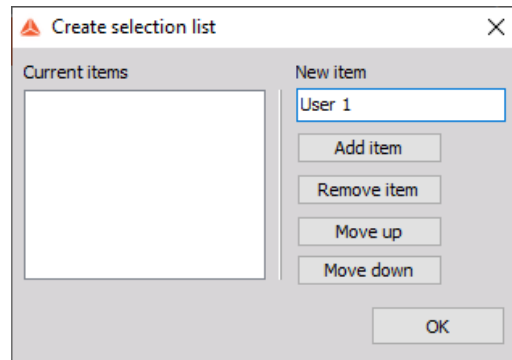 Create selection list
Current items
New item
User 1
Add item
Remove item
Move up
Move down
OK